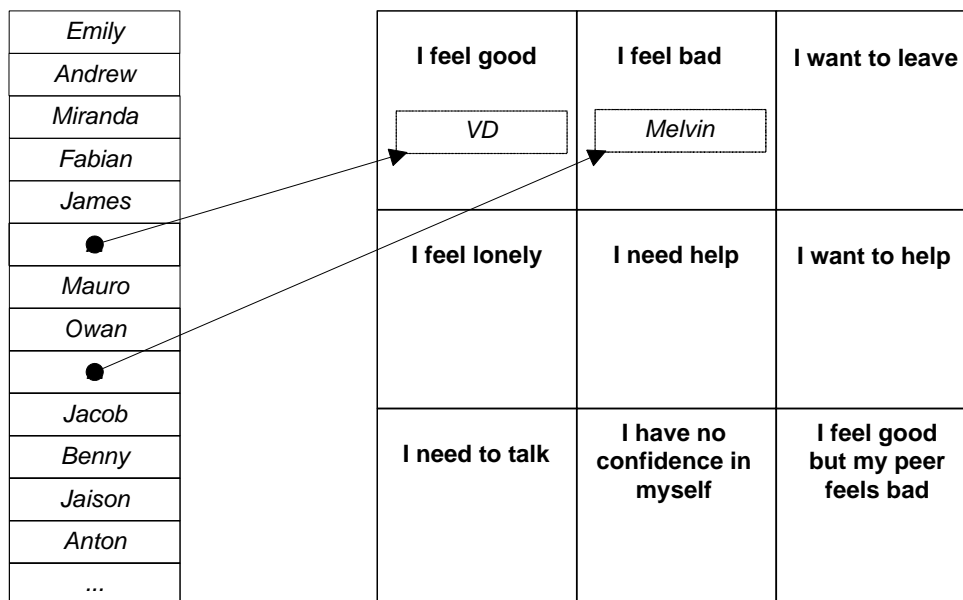 Emily
Andrew
Miranda
Fabian
James
Mauro
Owan
Jacob
Benny
Jaison
Anton
...
I feel good
VD
I feel bad
Melvin
I want to leave
I feel lonely
I need help
I want to help
I need to talk
I have no
confidence in
myself
I feel good
but my peer
feels bad